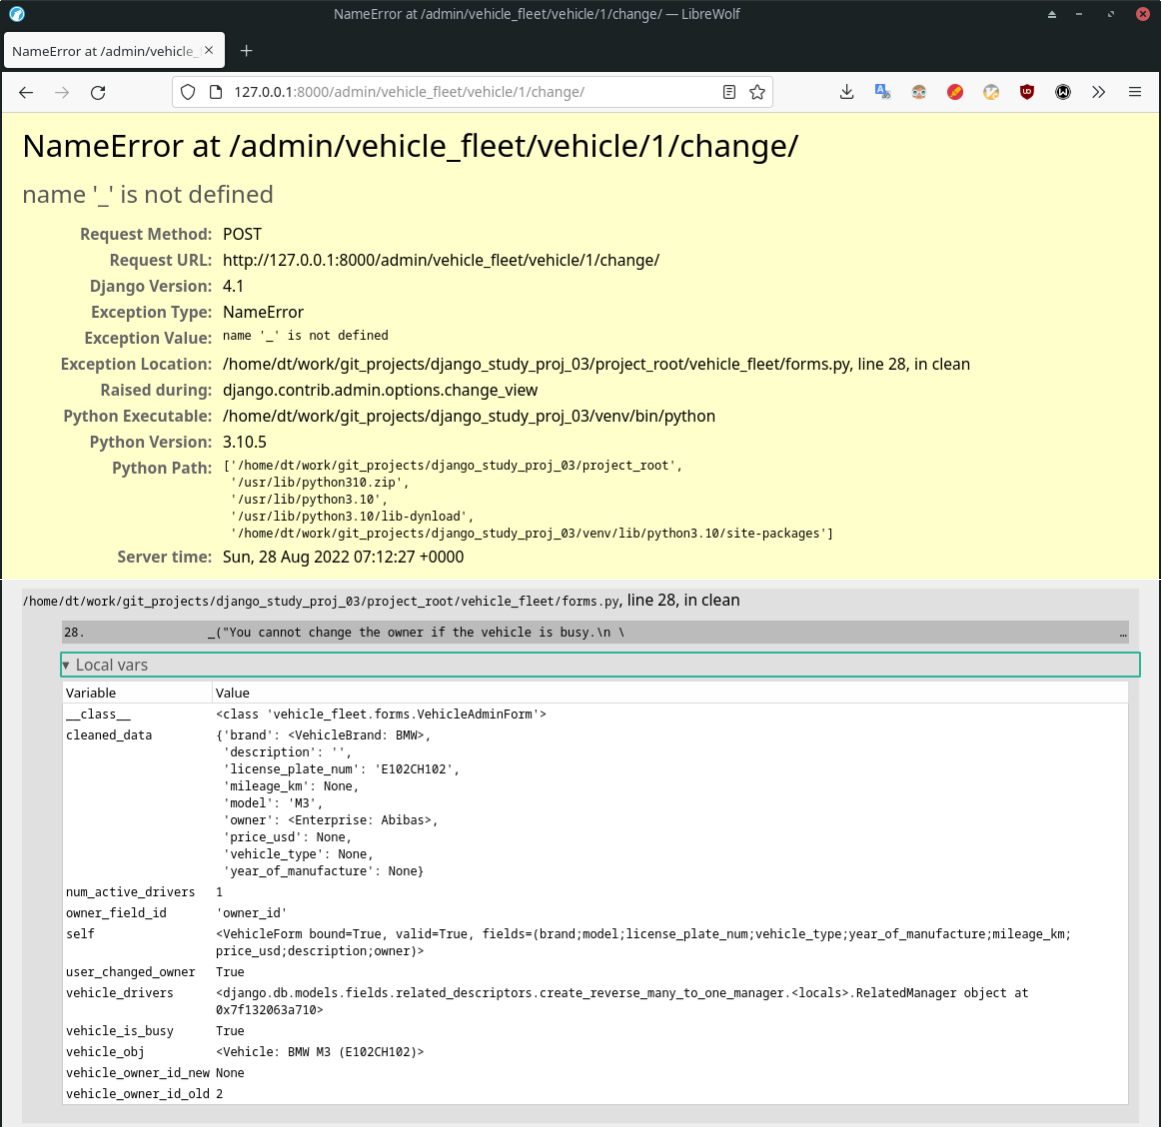 NameError at /admin/vehicle_fleet/vehicle/1/change/ — LibreWolf
NameError at /admin/vehicle_
127.0.0.1:8000/admin/vehicle_fleet/vehicle/1/change/
NameError at /admin/vehicle_fleet/vehicle/1/change/
name '_' is not defined
Request Method: POST
Request URL: http://127.0.0.1:8000/admin/vehicle_fleet/vehicle/1/change/
Django Version: 4.1
Exception Type: NameError
Exception Value: name '_' is not defined
Exception Location: /home/dt/work/git_projects/django_study_proj_03/project_root/vehicle_fleet/forms.py, line 28, in clean
Raised during: django.contrib.admin.options.change_view
Python Executable: /home/dt/work/git_projects/django_study_proj_03/venv/bin/python
Python Version: 3.10.5
Python Path: ['/home/dt/work/git_projects/django_study_proj_03/project_root',
'/usr/lib/python310.zip',
'/usr/lib/python3.10',
'/usr/lib/python3.10/lib-dynload',
'/home/dt/work/git_projects/django_study_proj_03/venv/lib/python3.10/site-packages']
Server time: Sun, 28 Aug 2022 07:12:27 +0000
/home/dt/work/git_projects/django_study_proj_03/project_root/vehicle_fleet/forms.py, line 28, in clean
28. _("You cannot change the owner if the vehicle is busy.\n \ …
▼ Local vars
Variable Value
__class__ <class 'vehicle_fleet.forms.VehicleAdminForm'>
cleaned_data {'brand': <VehicleBrand: BMW>,
'description': '',
'license_plate_num': 'E102CH102',
'mileage_km': None,
'model': 'M3',
'owner': <Enterprise: Abibas>,
'price_usd': None,
'vehicle_type': None,
'year_of_manufacture': None}
num_active_drivers 1
owner_field_id 'owner_id'
self <VehicleForm bound=True, valid=True, fields=(brand;model;license_plate_num;vehicle_type;year_of_manufacture;mileage_km;
price_usd;description;owner)>
user_changed_owner True
vehicle_drivers <django.db.models.fields.related_descriptors.create_reverse_many_to_one_manager.<locals>.RelatedManager object at
0x7f132063a710>
vehicle_is_busy True
vehicle_obj <Vehicle: BMW M3 (E102CH102)>
vehicle_owner_id_new None
vehicle_owner_id_old 2